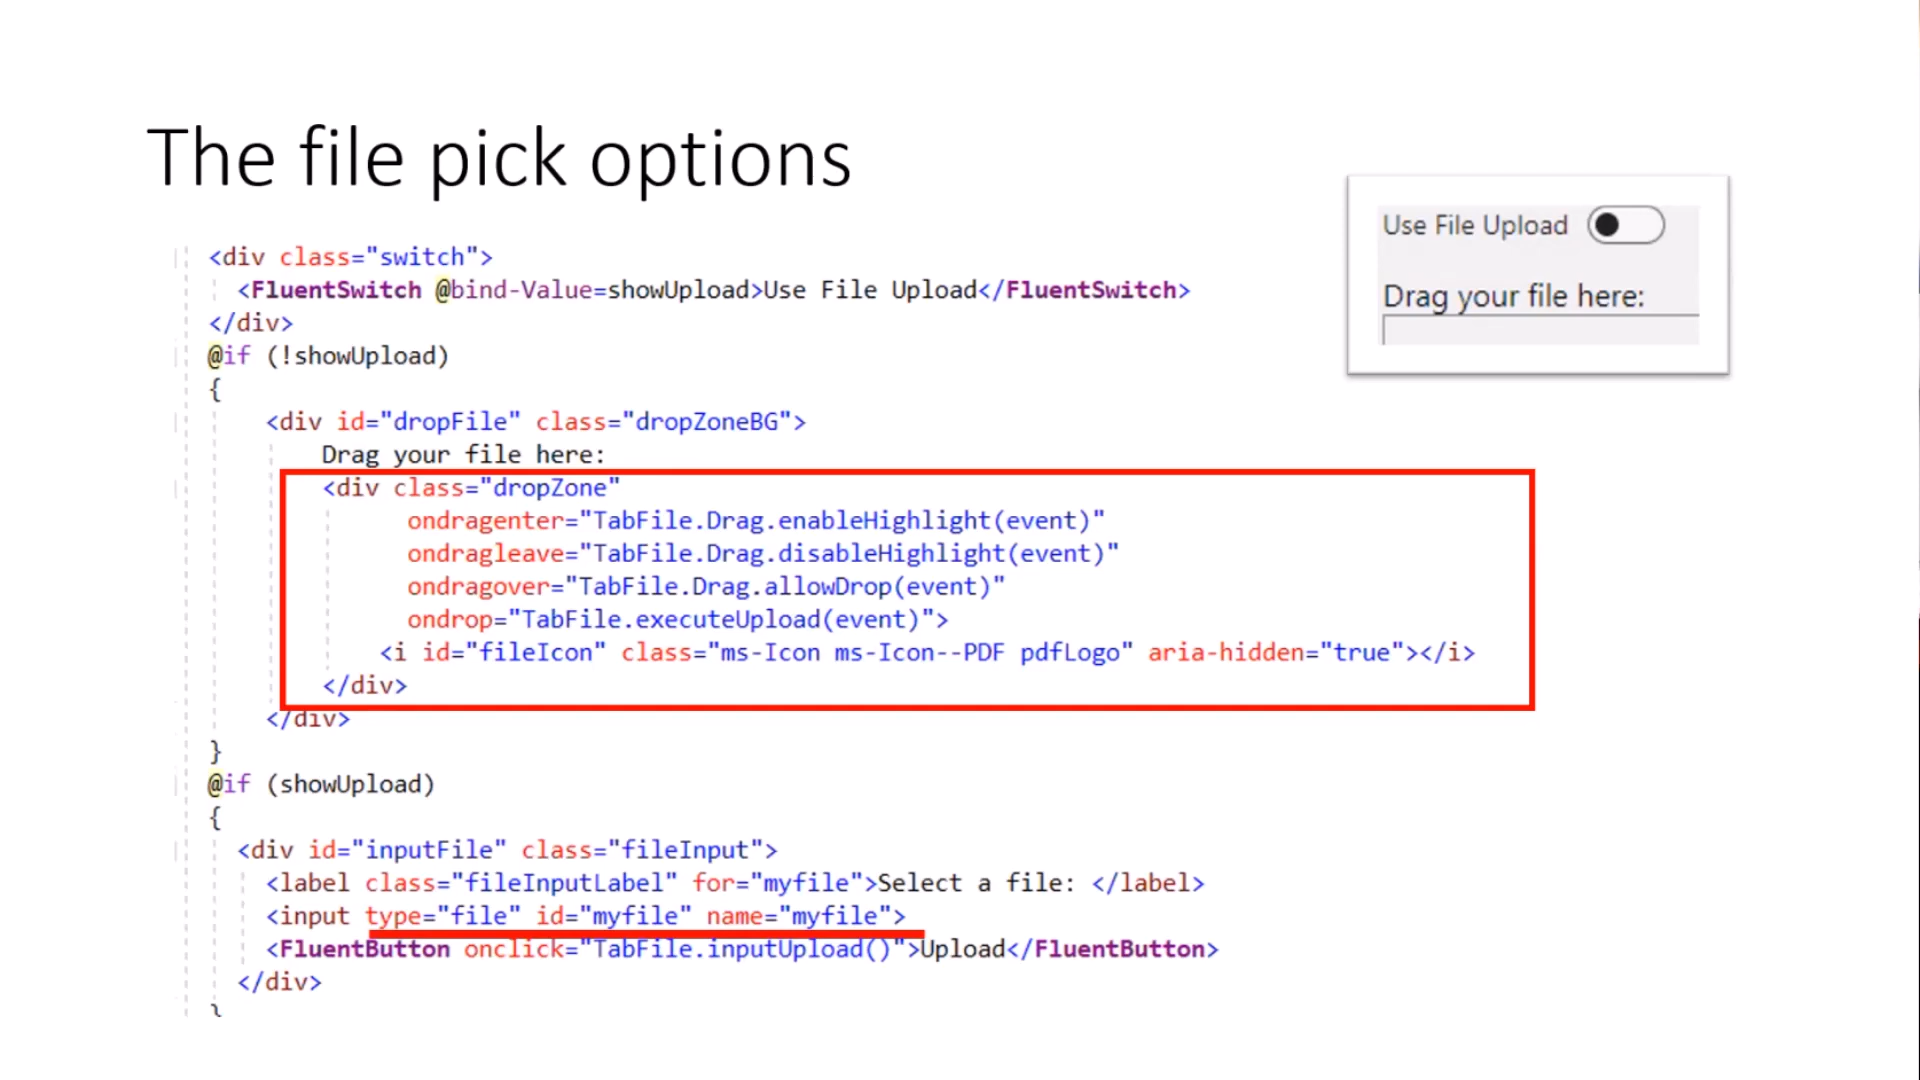 The file pick options
Use File Upload
Drag your file here:
<div class="switch">
<FluentSwitch @bind-Value=showUpload>Use File Upload</FluentSwitch>
</div>
@if (!showUpload)
{
<div id="dropFile" class="dropZoneBG">
Drag your file here:
<div class="dropZone"
ondragenter="TabFile.Drag.enableHighlight(event)"
ondragleave="TabFile.Drag.disableHighlight(event)"
ondragover="TabFile.Drag.allowDrop(event)"
ondrop="TabFile.executeUpload(event)">
<i id="fileIcon" class="ms-Icon ms-Icon--PDF pdfLogo" aria-hidden="true"></i>
</div>
</div>
}
@if (showUpload)
{
<div id="inputFile" class="fileInput">
<label class="fileInputLabel" for="myfile">Select a file: </label>
<input type="file" id="myfile" name="myfile">
<FluentButton onclick="TabFile.inputUpload()">Upload</FluentButton>
</div>
}